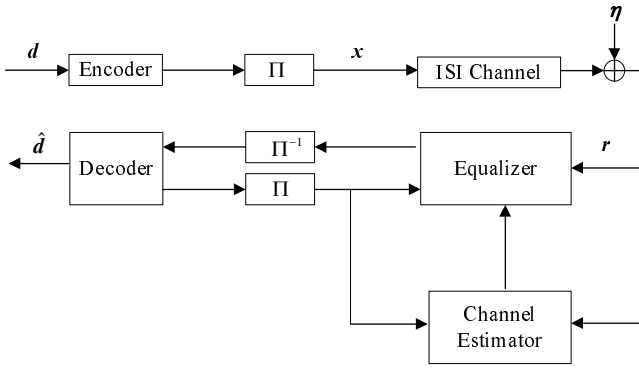 η
d
Encoder
Π
x
ISI Channel
d̂
Decoder
Π⁻¹
Π
Equalizer
r
Channel
Estimator